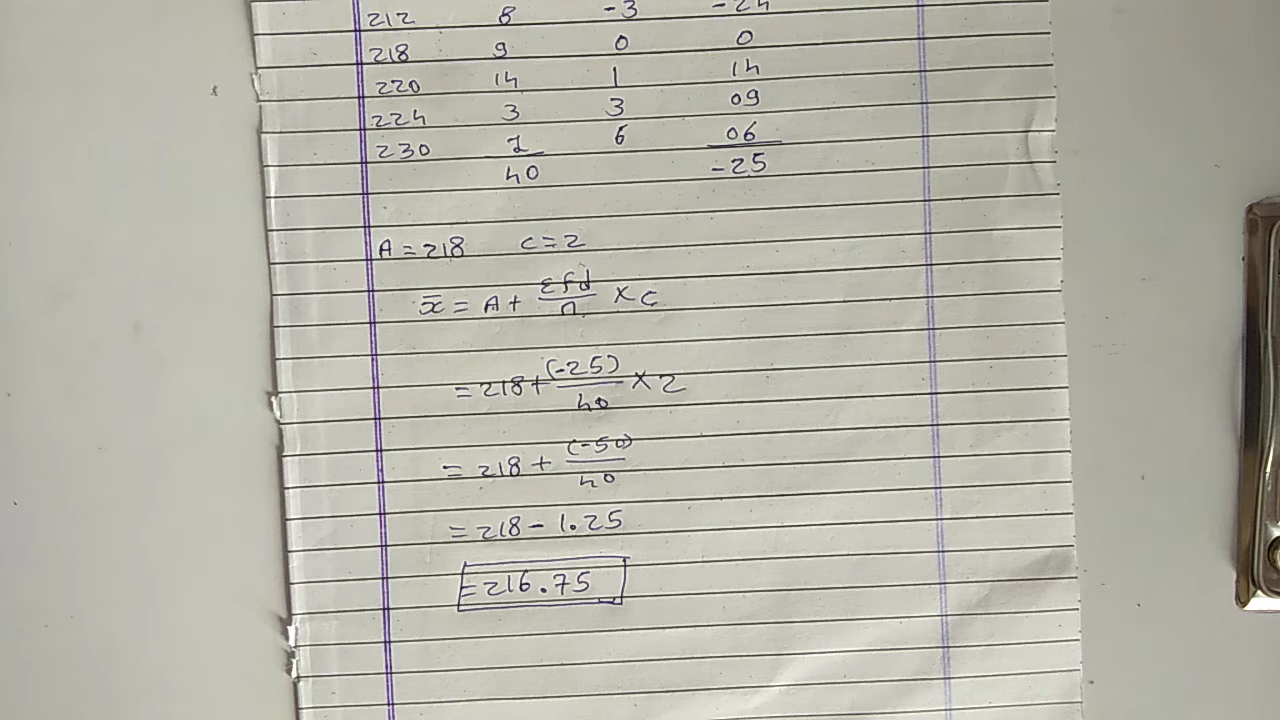 212 8 -3 -24
218 9 0 0
220 14 1 14
224 3 3 09
230 1 6 06
40 -25
A = 218 C = 2
x̄ = A + Σfd/n × C
= 218 + (-25)/40 × 2
= 218 + (-50)/40
= 218 - 1.25
= 216.75